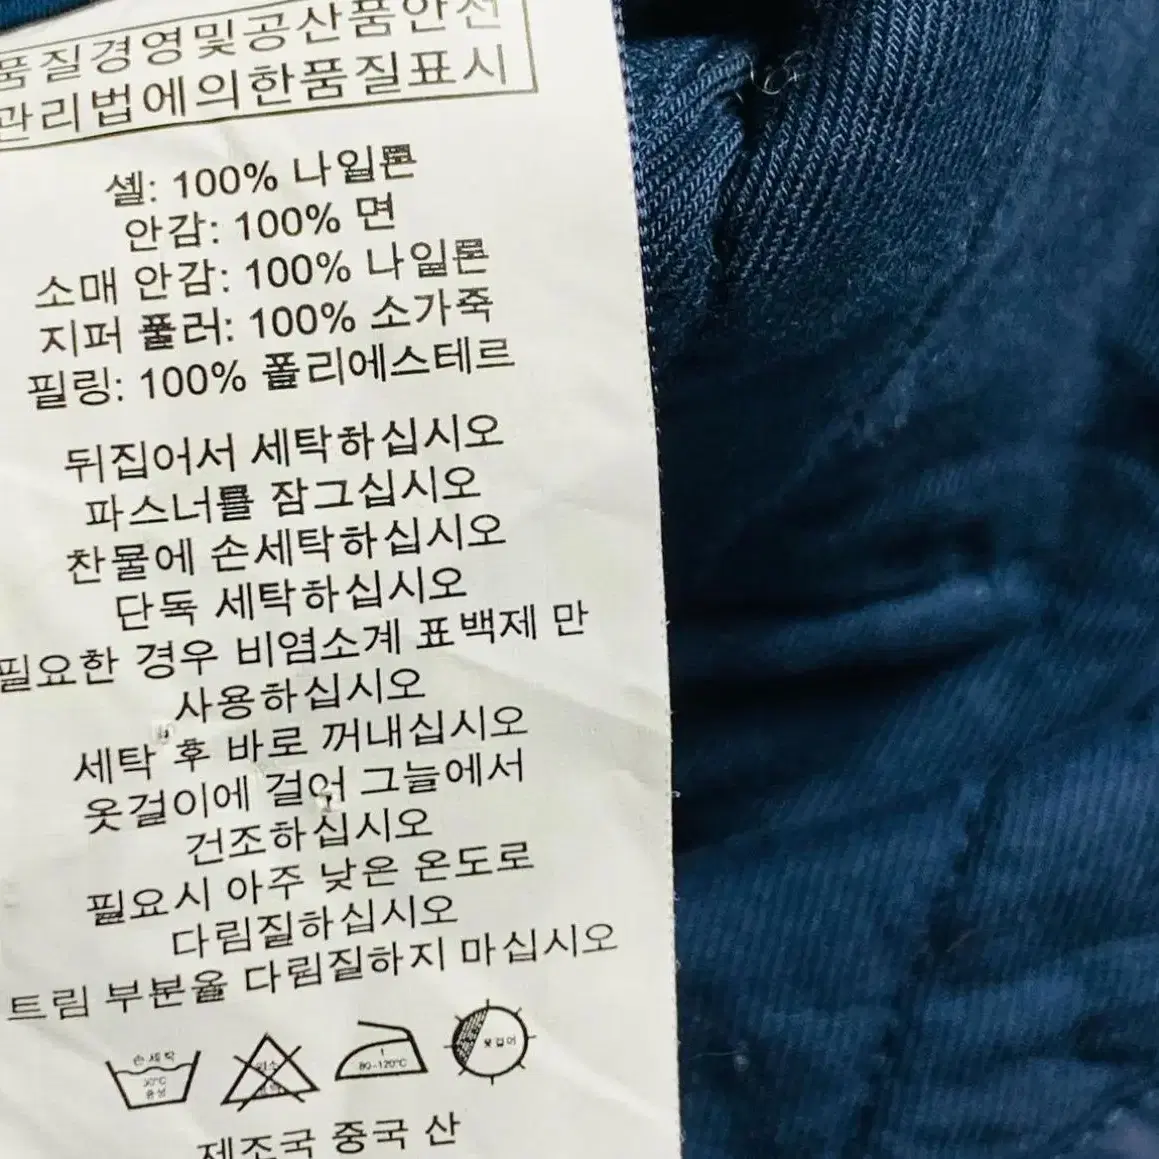 품질경영및공산품안전
관리법에의한품질표시
셸: 100% 나일론
안감: 100% 면
소매 안감: 100% 나일론
지퍼 풀러: 100% 소가죽
필링: 100% 폴리에스테르
뒤집어서 세탁하십시오
파스너를 잠그십시오
찬물에 손세탁하십시오
단독 세탁하십시오
필요한 경우 비염소계 표백제 만
사용하십시오
세탁 후 바로 꺼내십시오
옷걸이에 걸어 그늘에서
건조하십시오
필요시 아주 낮은 온도로
다림질하십시오
트림 부분을 다림질하지 마십시오
손세탁
30°C
중성
염소
표백
1
80~120°C
옷걸이
제조국 중국 산